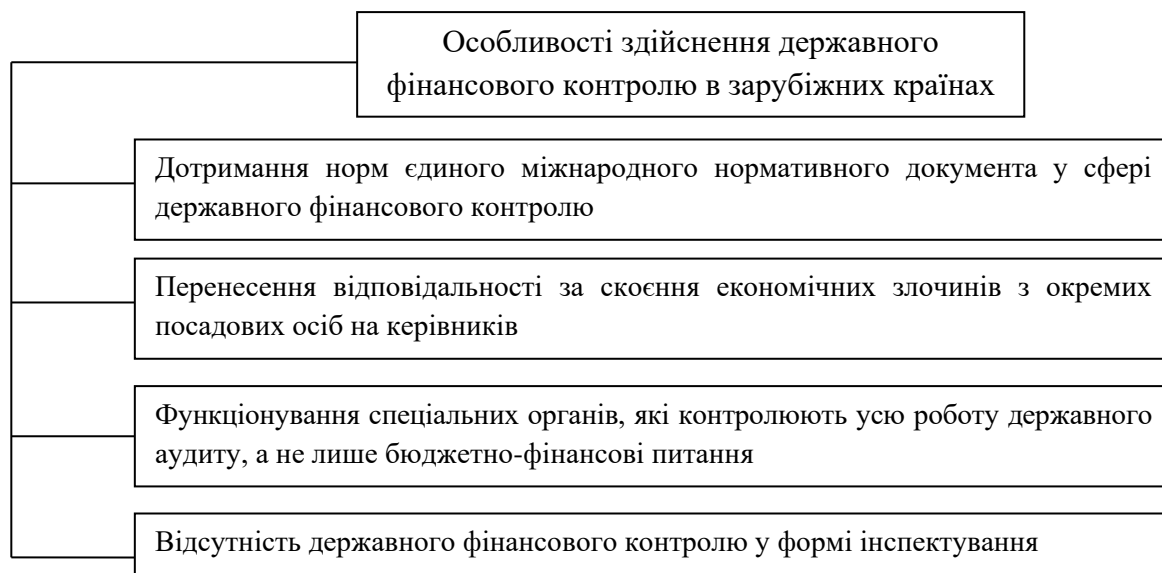 Особливості здійснення державного
фінансового контролю в зарубіжних країнах
Дотримання норм єдиного міжнародного нормативного документа у сфері
державного фінансового контролю
Перенесення відповідальності за скоєння економічних злочинів з окремих
посадових осіб на керівників
Функціонування спеціальних органів, які контролюють усю роботу державного
аудиту, а не лише бюджетно-фінансові питання
Відсутність державного фінансового контролю у формі інспектування